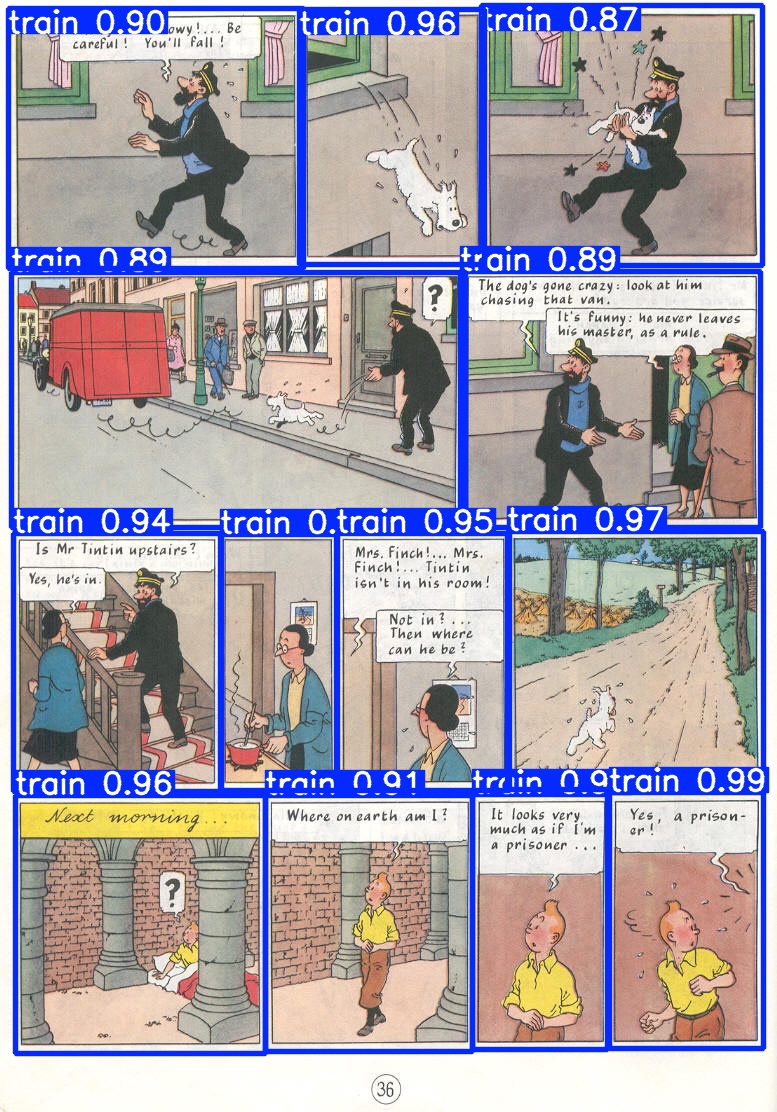 train 0.90
train 0.96
train 0.87
owy!... Be
careful! You'll fall!
train 0.89
train 0.89
?
The dog's gone crazy: look at him
chasing that van.
It's funny: he never leaves
his master, as a rule.
train 0.94
train 0.
train 0.95
train 0.97
Is Mr Tintin upstairs?
Yes, he's in.
Mrs. Finch!... Mrs.
Finch!... Tintin
isn't in his room!
Not in? ...
Then where
can he be?
train 0.96
train 0.91
train 0.9
train 0.99
Next morning...
?
Where on earth am I?
It looks very
much as if I'm
a prisoner ...
Yes, a prison-
er!
36